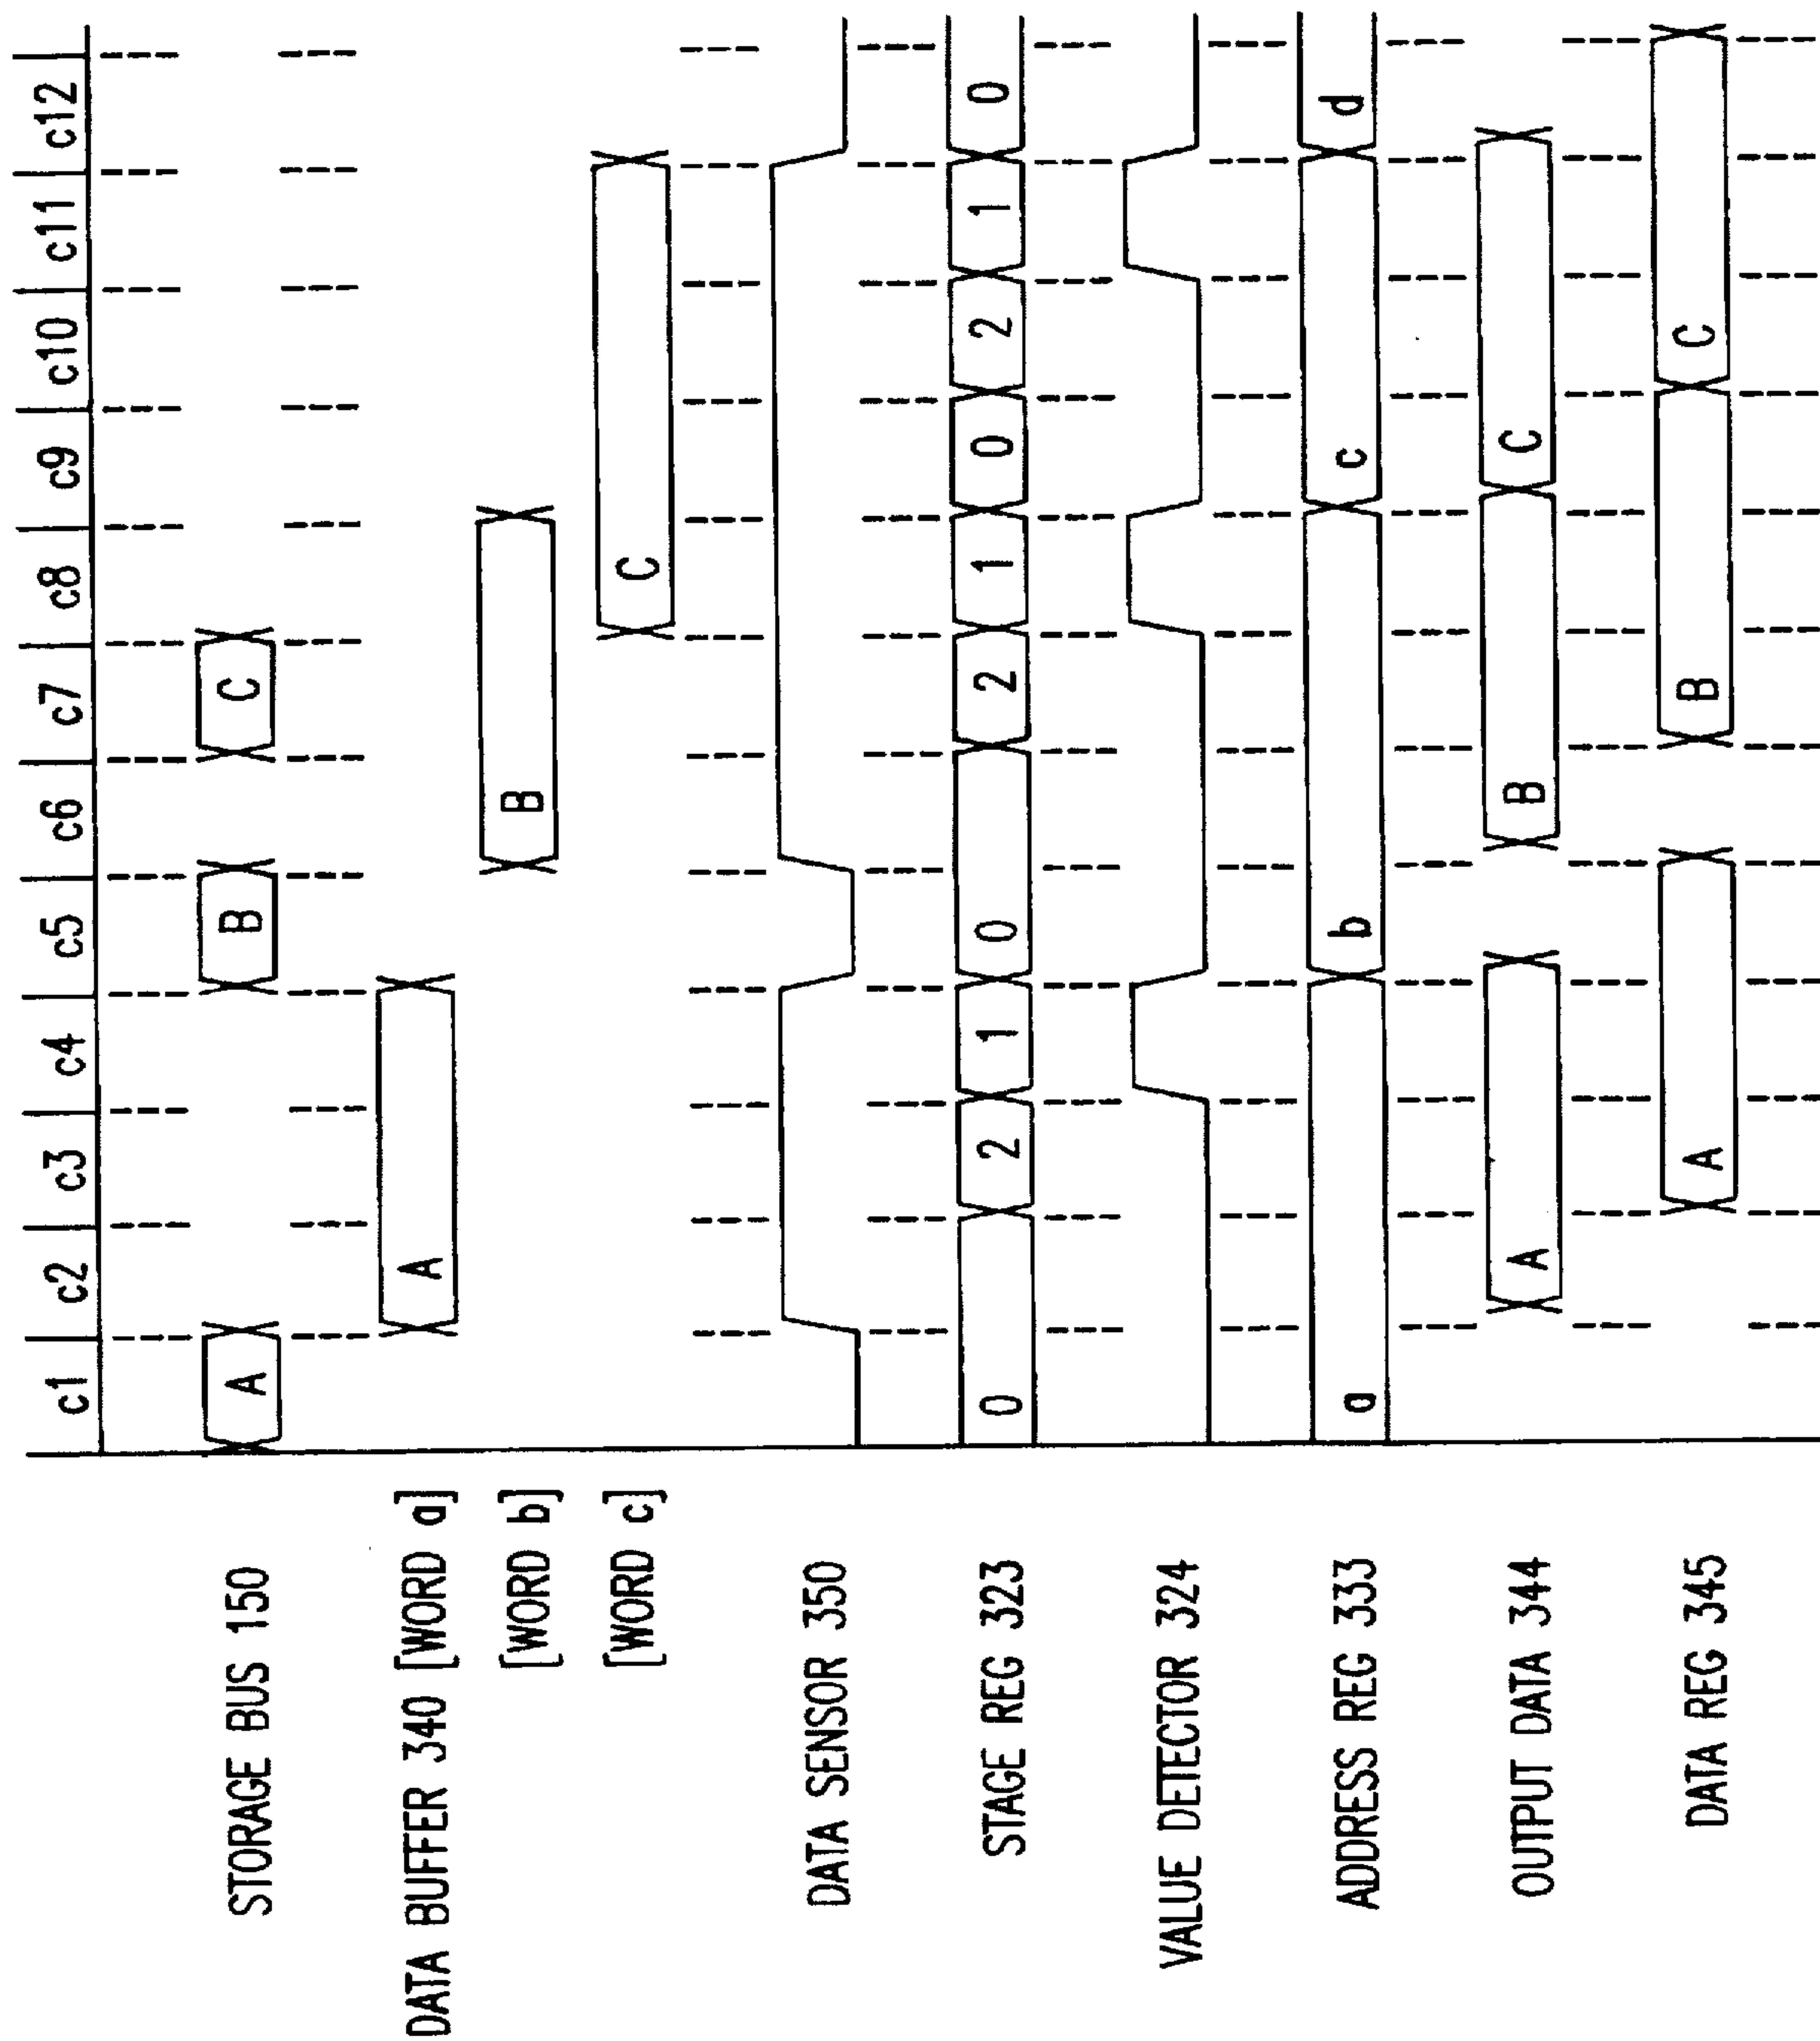 c1 c2 c3 c4 c5 c6 c7 c8 c9 c10 c11 c12
STORAGE BUS 150 A B C
DATA BUFFER 340 [WORD a] A
[WORD b] B
[WORD c] C
DATA SENSOR 350
STAGE REG 323 0 2 1 0 2 1 0 2 1 0
VALUE DETECTOR 324
ADDRESS REG 333 a b c d
OUTPUT DATA 344 A B C
DATA REG 345 A B C